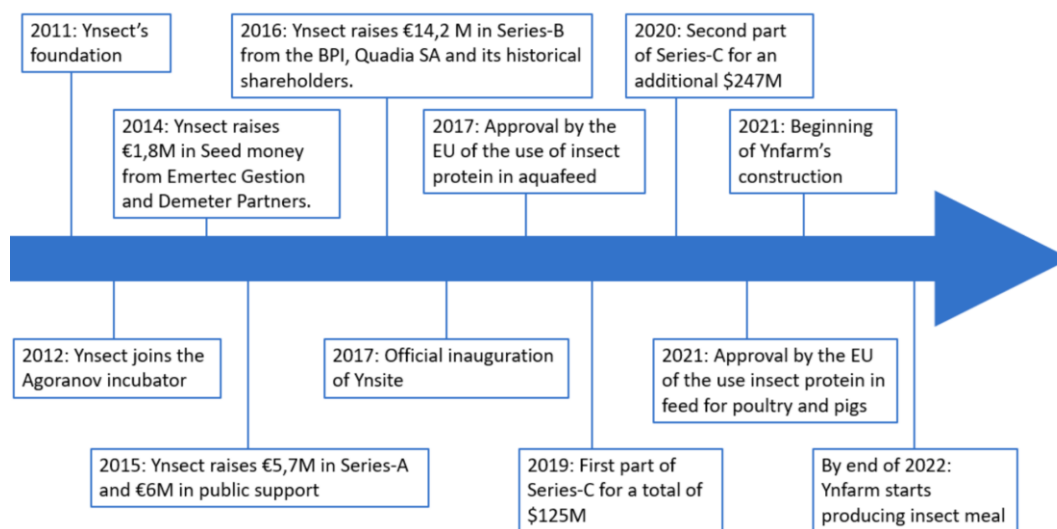 2011: Ynsect's
foundation
2016: Ynsect raises €14,2 M in Series-B
from the BPI, Quadia SA and its historical
shareholders.
2020: Second part
of Series-C for an
additional $247M
2014: Ynsect raises
€1,8M in Seed money
from Emertec Gestion
and Demeter Partners.
2017: Approval by the
EU of the use of insect
protein in aquafeed
2021: Beginning
of Ynfarm's
construction
2012: Ynsect joins the
Agoranov incubator
2017: Official inauguration
of Ynsite
2021: Approval by the EU
of the use insect protein in
feed for poultry and pigs
2015: Ynsect raises €5,7M in Series-A
and €6M in public support
2019: First part of
Series-C for a total of
$125M
By end of 2022:
Ynfarm starts
producing insect meal